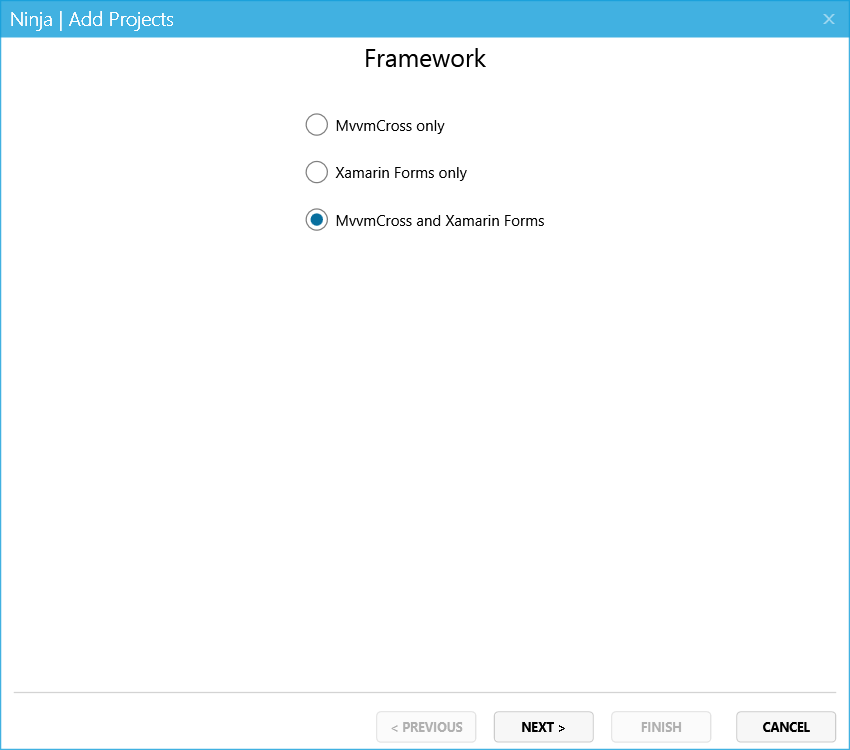 Ninja | Add Projects
Framework
MvvmCross only
Xamarin Forms only
MvvmCross and Xamarin Forms
< PREVIOUS NEXT > FINISH CANCEL